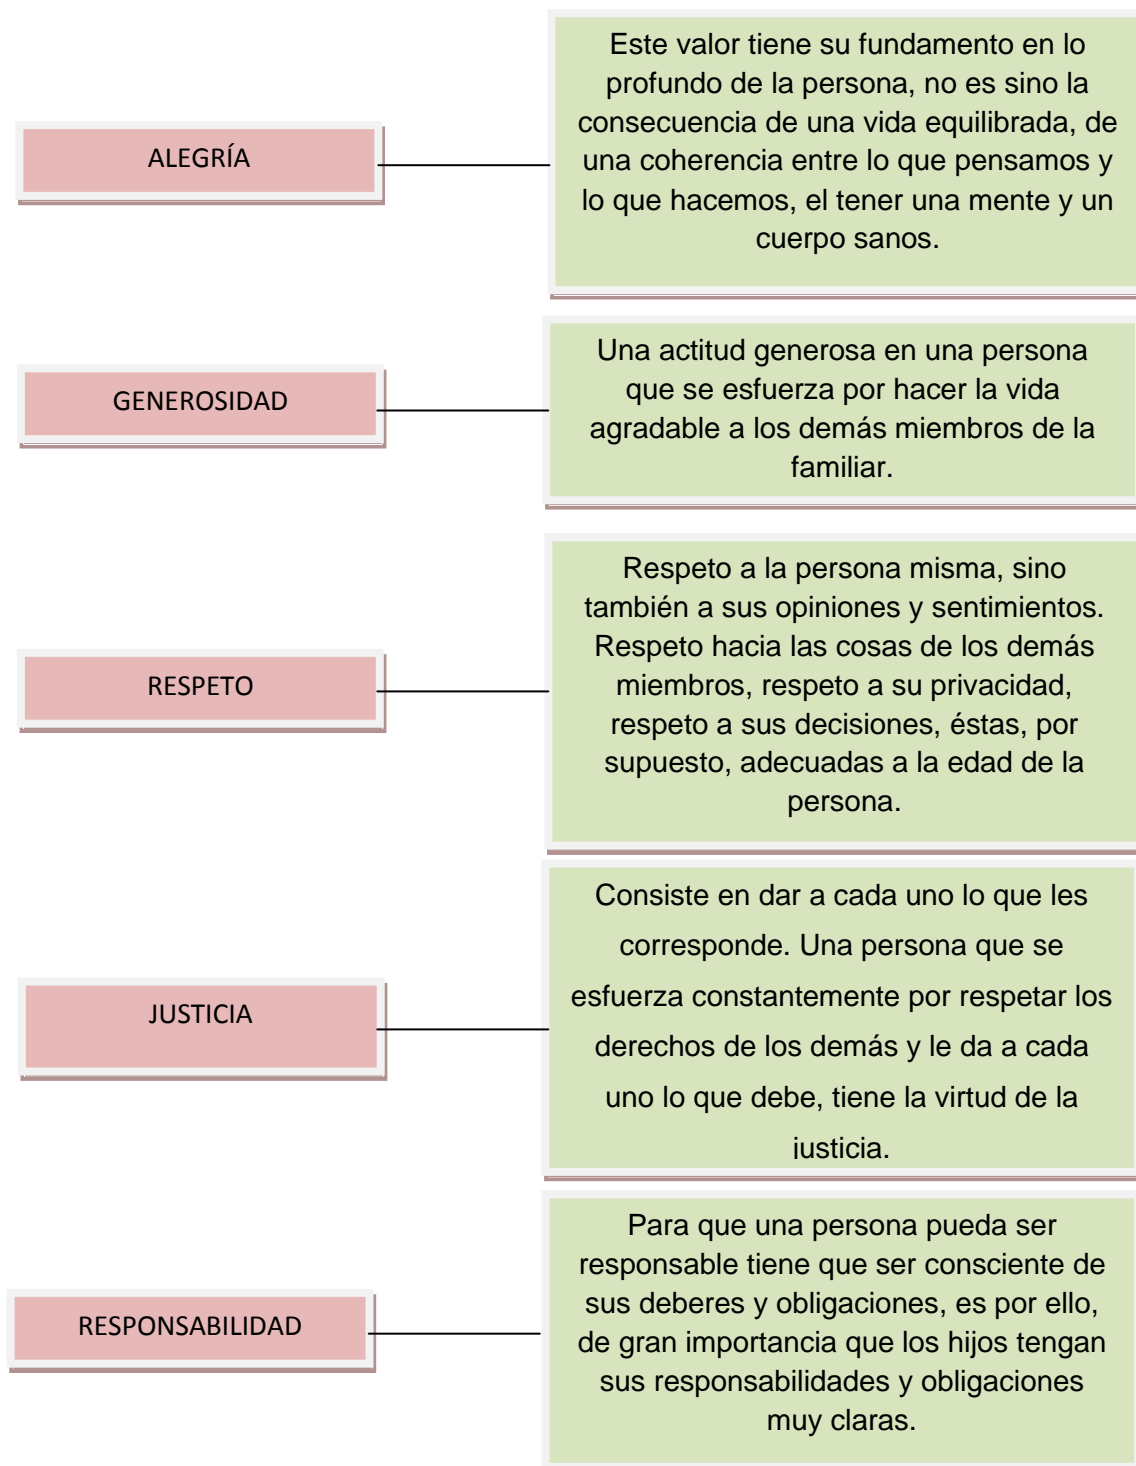 ALEGRÍA
Este valor tiene su fundamento en lo
profundo de la persona, no es sino la
consecuencia de una vida equilibrada, de
una coherencia entre lo que pensamos y
lo que hacemos, el tener una mente y un
cuerpo sanos.
GENEROSIDAD
Una actitud generosa en una persona
que se esfuerza por hacer la vida
agradable a los demás miembros de la
familiar.
RESPETO
Respeto a la persona misma, sino
también a sus opiniones y sentimientos.
Respeto hacia las cosas de los demás
miembros, respeto a su privacidad,
respeto a sus decisiones, éstas, por
supuesto, adecuadas a la edad de la
persona.
JUSTICIA
Consiste en dar a cada uno lo que les
corresponde. Una persona que se
esfuerza constantemente por respetar los
derechos de los demás y le da a cada
uno lo que debe, tiene la virtud de la
justicia.
RESPONSABILIDAD
Para que una persona pueda ser
responsable tiene que ser consciente de
sus deberes y obligaciones, es por ello,
de gran importancia que los hijos tengan
sus responsabilidades y obligaciones
muy claras.